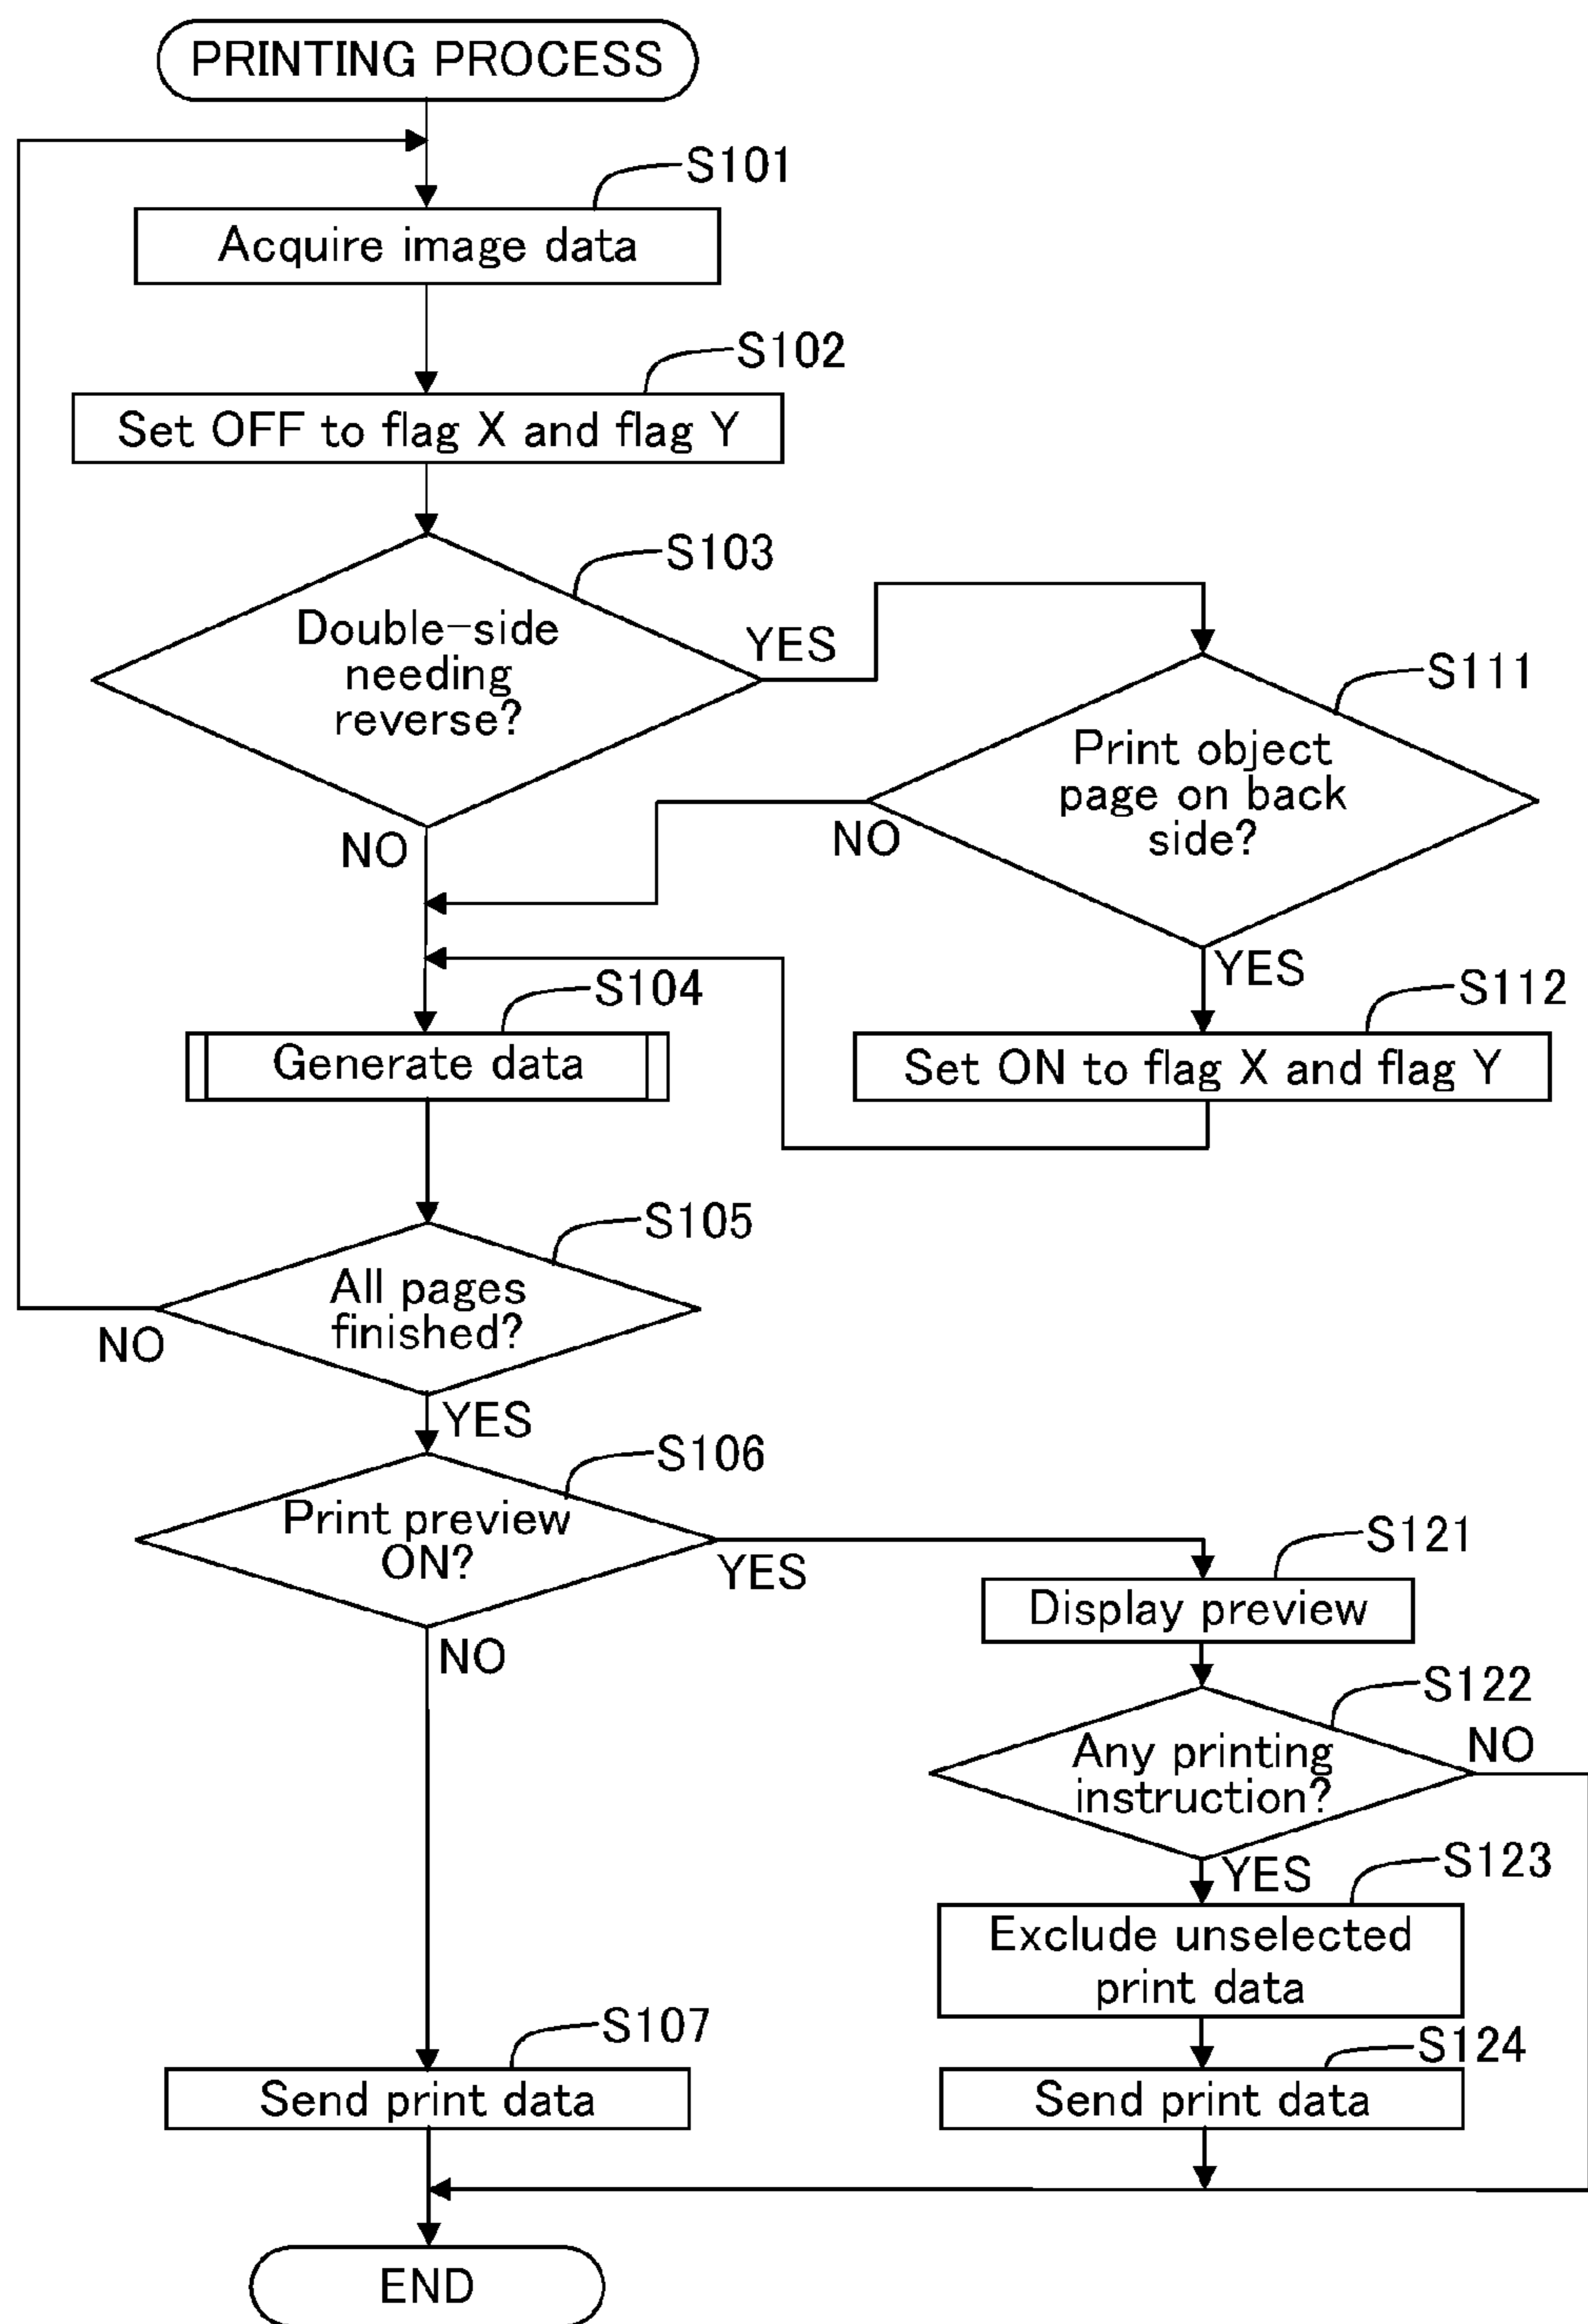 PRINTING PROCESS
S101
Acquire image data
S102
Set OFF to flag X and flag Y
S103
Double-side
needing
reverse?
YES
NO
S111
Print object
page on back
side?
NO
YES
S112
Set ON to flag X and flag Y
S104
Generate data
S105
All pages
finished?
NO
YES
S106
Print preview
ON?
YES
NO
S121
Display preview
S122
Any printing
instruction?
NO
YES
S123
Exclude unselected
print data
S107
Send print data
S124
Send print data
END